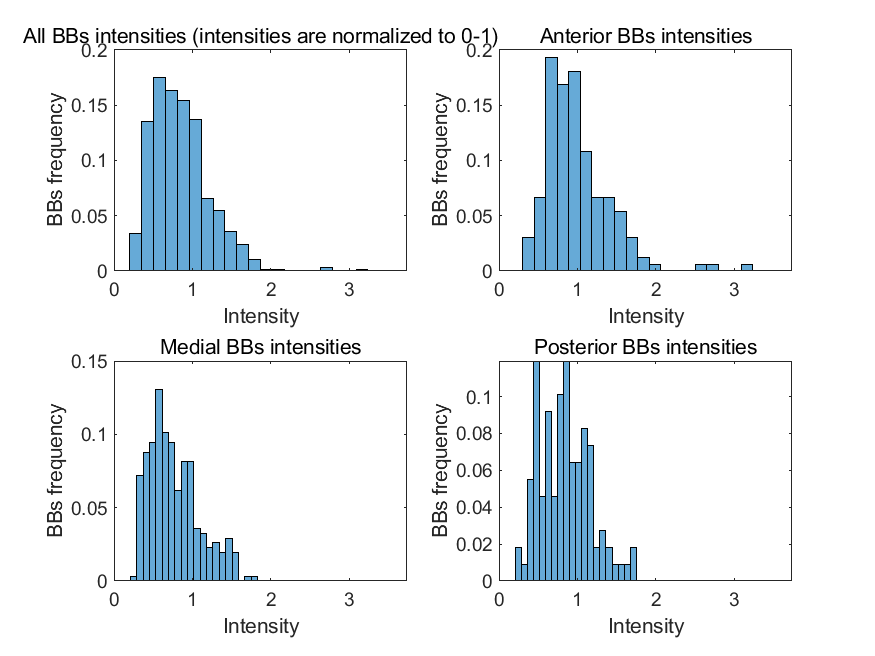 All BBs intensities (intensities are normalized to 0-1)
0.2
0.15
0.1
0.05
0
BBs frequency
0 1 2 3
Intensity
Anterior BBs intensities
0.2
0.15
0.1
0.05
0
BBs frequency
0 1 2 3
Intensity
Medial BBs intensities
0.15
0.1
0.05
0
BBs frequency
0 1 2 3
Intensity
Posterior BBs intensities
0.1
0.08
0.06
0.04
0.02
0
BBs frequency
0 1 2 3
Intensity